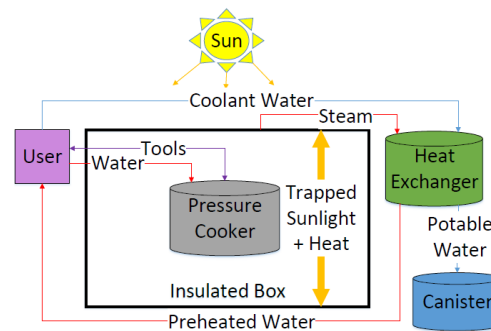 Sun
Coolant Water
Steam
User
Tools
Water
Heat
Exchanger
Pressure
Cooker
Trapped
Sunlight
+ Heat
Potable
Water
Insulated Box
Canister
Preheated Water